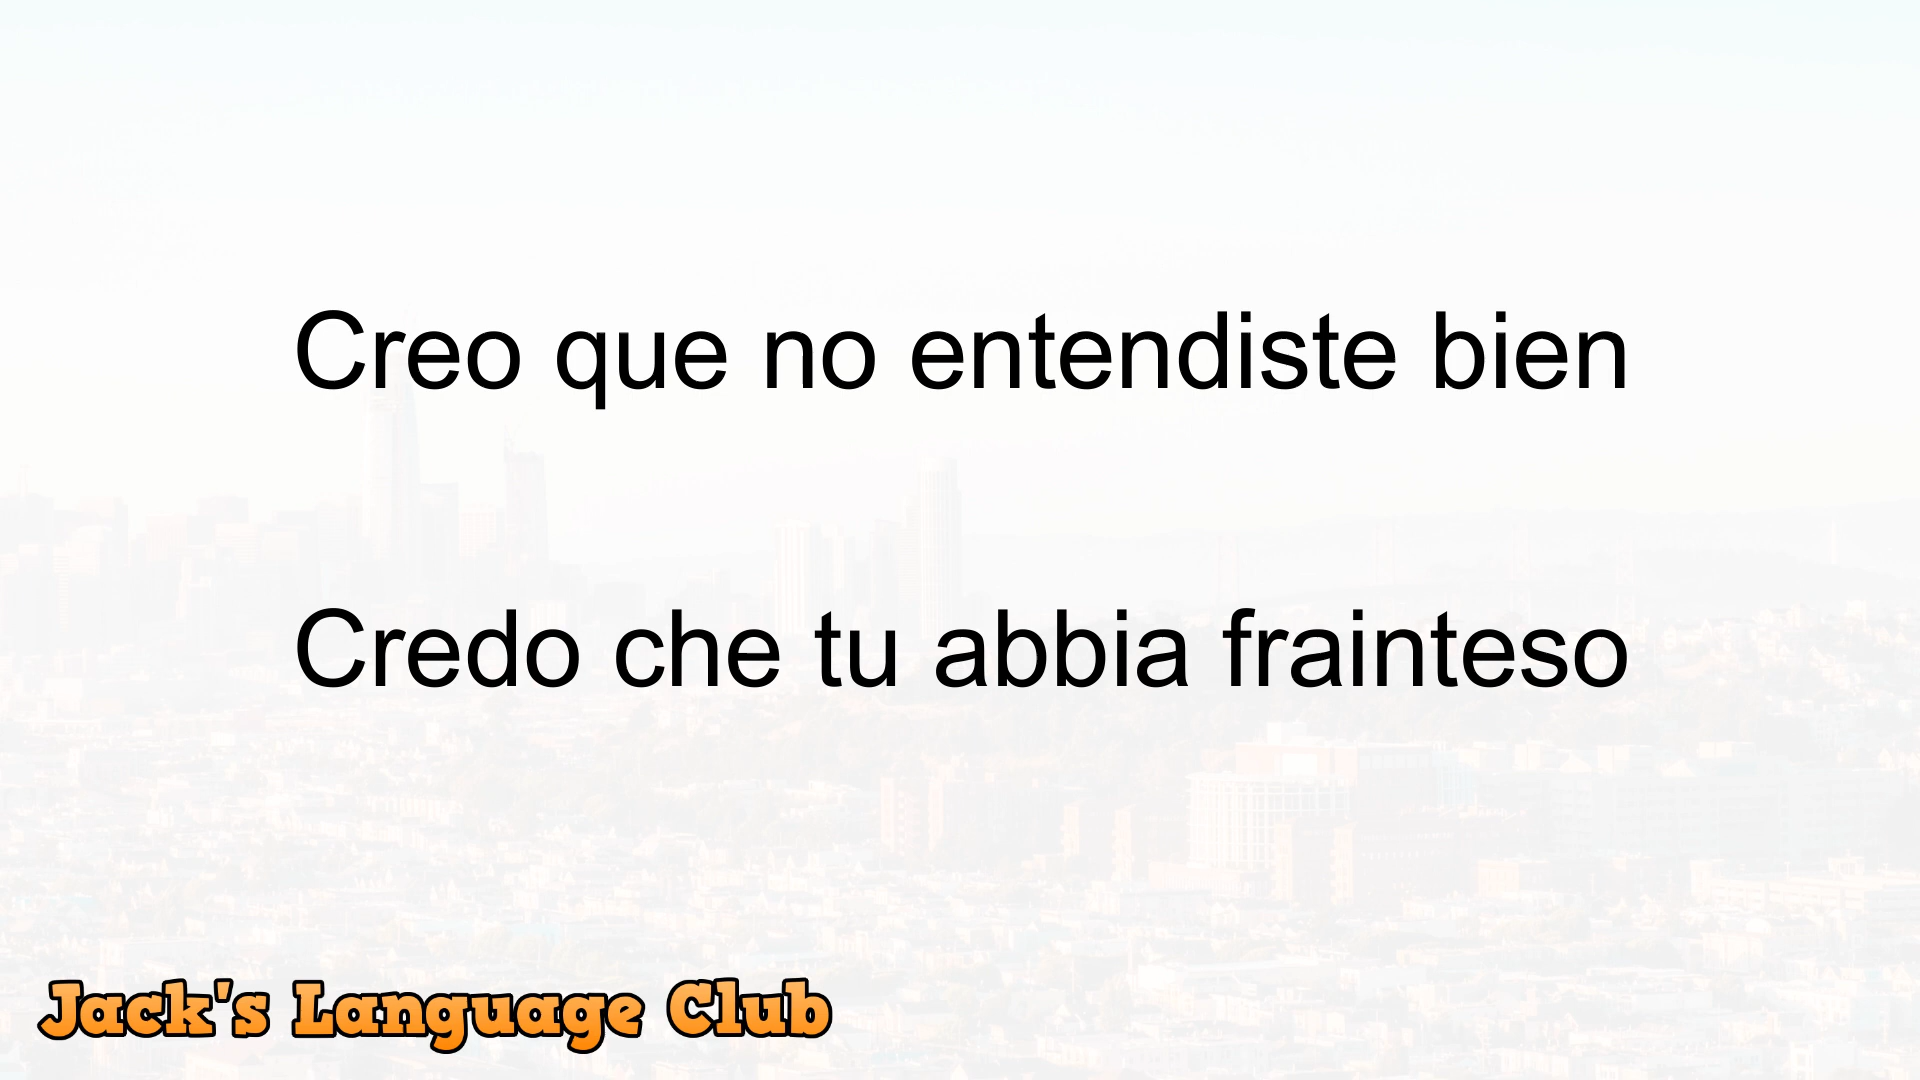 Creo que no entendiste bien
Credo che tu abbia frainteso
Jack's Language Club